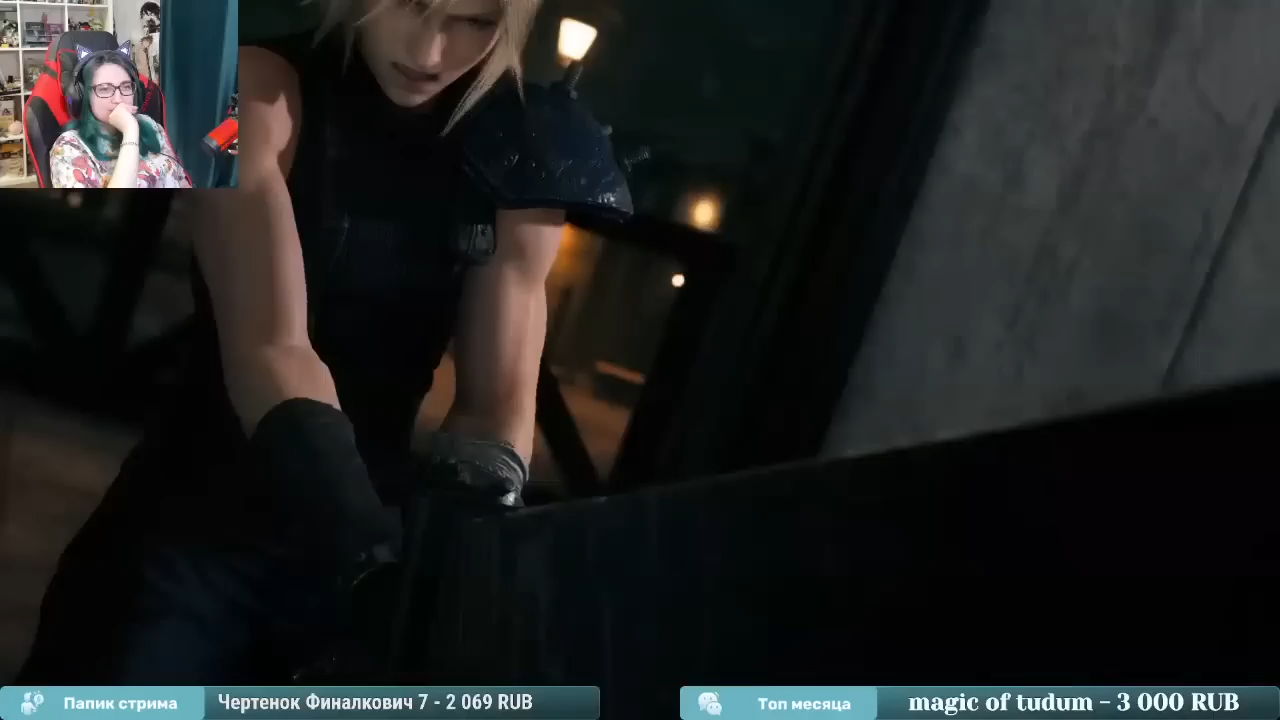 Папик стрима
Чертенок Финалкович 7 - 2 069 RUB
Топ месяца
magic of tudum - 3 000 RUB